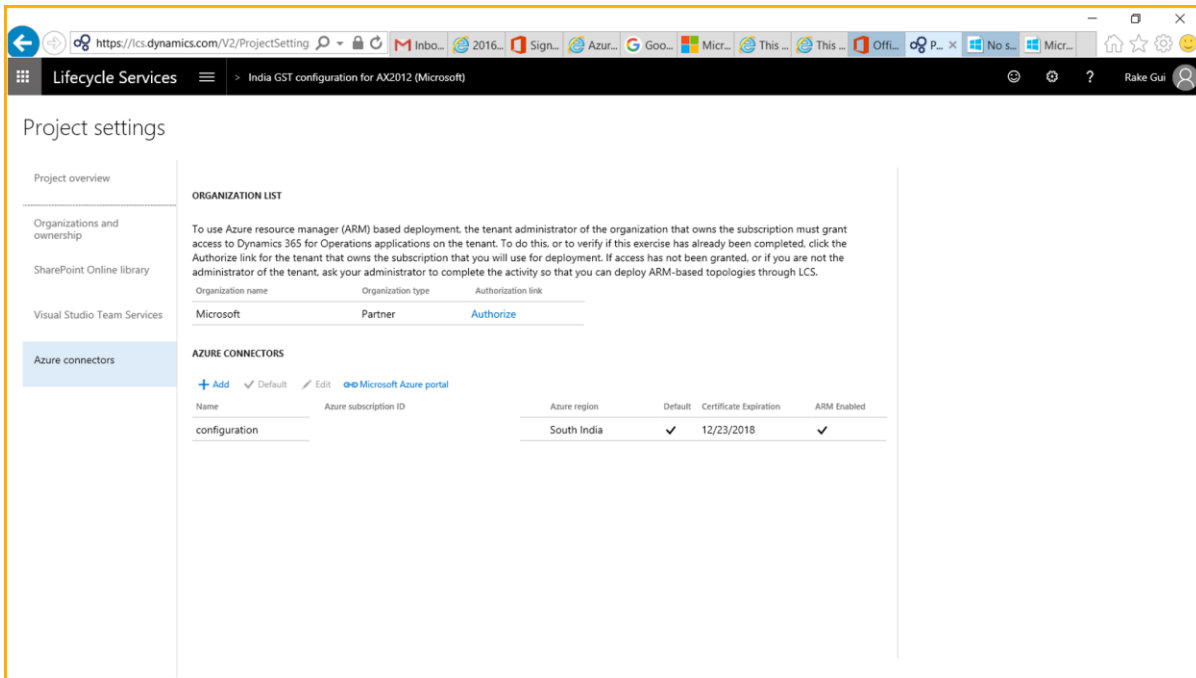 https://lcs.dynamics.com/V2/ProjectSetting
Inbo...
2016...
Sign...
Azur...
Goo...
Micr...
This ...
This ...
Offi...
P...
No s...
Micr...
Lifecycle Services
> India GST configuration for AX2012 (Microsoft)
?
Rake Gui
Project settings
Project overview
Organizations and
ownership
SharePoint Online library
Visual Studio Team Services
Azure connectors
ORGANIZATION LIST
To use Azure resource manager (ARM) based deployment, the tenant administrator of the organization that owns the subscription must grant
access to Dynamics 365 for Operations applications on the tenant. To do this, or to verify if this exercise has already been completed, click the
Authorize link for the tenant that owns the subscription that you will use for deployment. If access has not been granted, or if you are not the
administrator of the tenant, ask your administrator to complete the activity so that you can deploy ARM-based topologies through LCS.
Organization name Organization type Authorization link
Microsoft Partner Authorize
AZURE CONNECTORS
+ Add Default Edit Microsoft Azure portal
Name Azure subscription ID Azure region Default Certificate Expiration ARM Enabled
configuration South India ✓ 12/23/2018 ✓